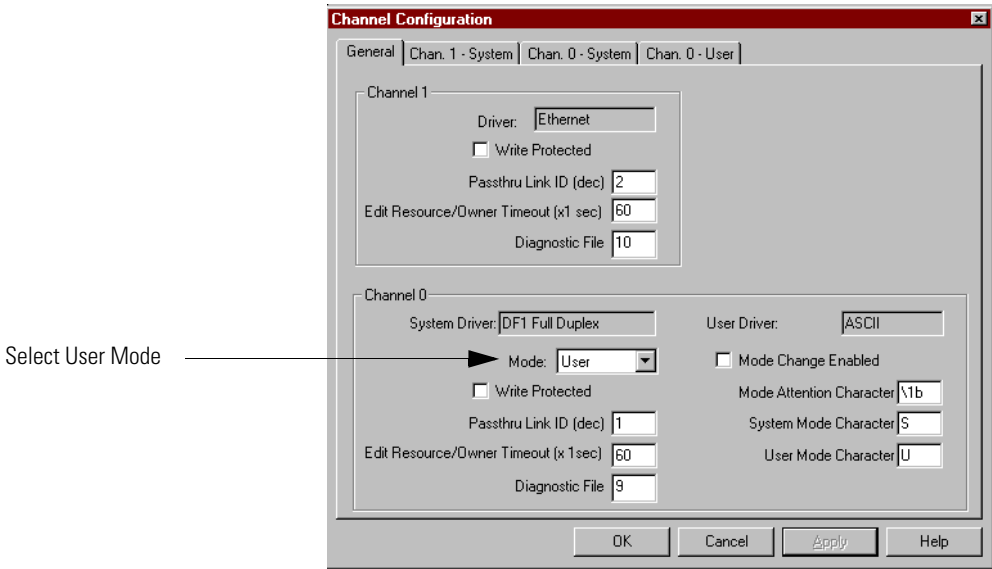 Channel Configuration
General Chan. 1 - System Chan. 0 - System Chan. 0 - User
Channel 1
Driver: Ethernet
Write Protected
Passthru Link ID (dec) 2
Edit Resource/Owner Timeout (x1 sec) 60
Diagnostic File 10
Channel 0
System Driver: DF1 Full Duplex User Driver: ASCII
Select User Mode Mode: User Mode Change Enabled
Write Protected Mode Attention Character \1b
Passthru Link ID (dec) 1 System Mode Character S
Edit Resource/Owner Timeout (x 1sec) 60 User Mode Character U
Diagnostic File 9
OK Cancel Apply Help